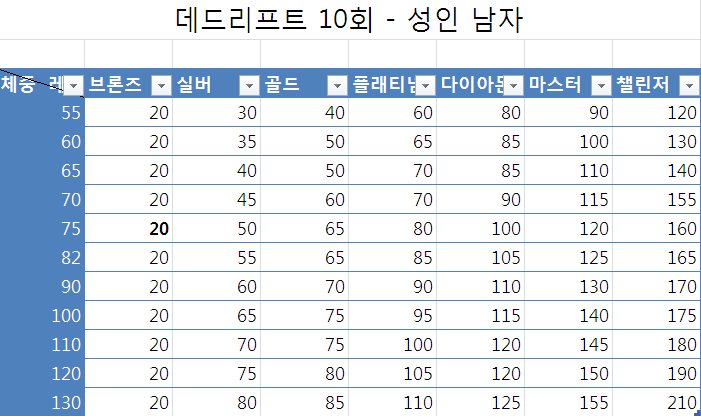 데드리프트 10회 - 성인 남자
체중 레 브론즈 실버 골드 플래티넘 다이아몬 마스터 챌린저
55 20 30 40 60 80 90 120
60 20 35 50 65 85 100 130
65 20 40 50 70 85 110 140
70 20 45 60 70 90 115 155
75 20 50 65 80 100 120 160
82 20 55 65 85 105 125 165
90 20 60 70 90 110 130 170
100 20 65 75 95 115 140 175
110 20 70 75 100 120 145 180
120 20 75 80 105 120 150 190
130 20 80 85 110 125 155 210